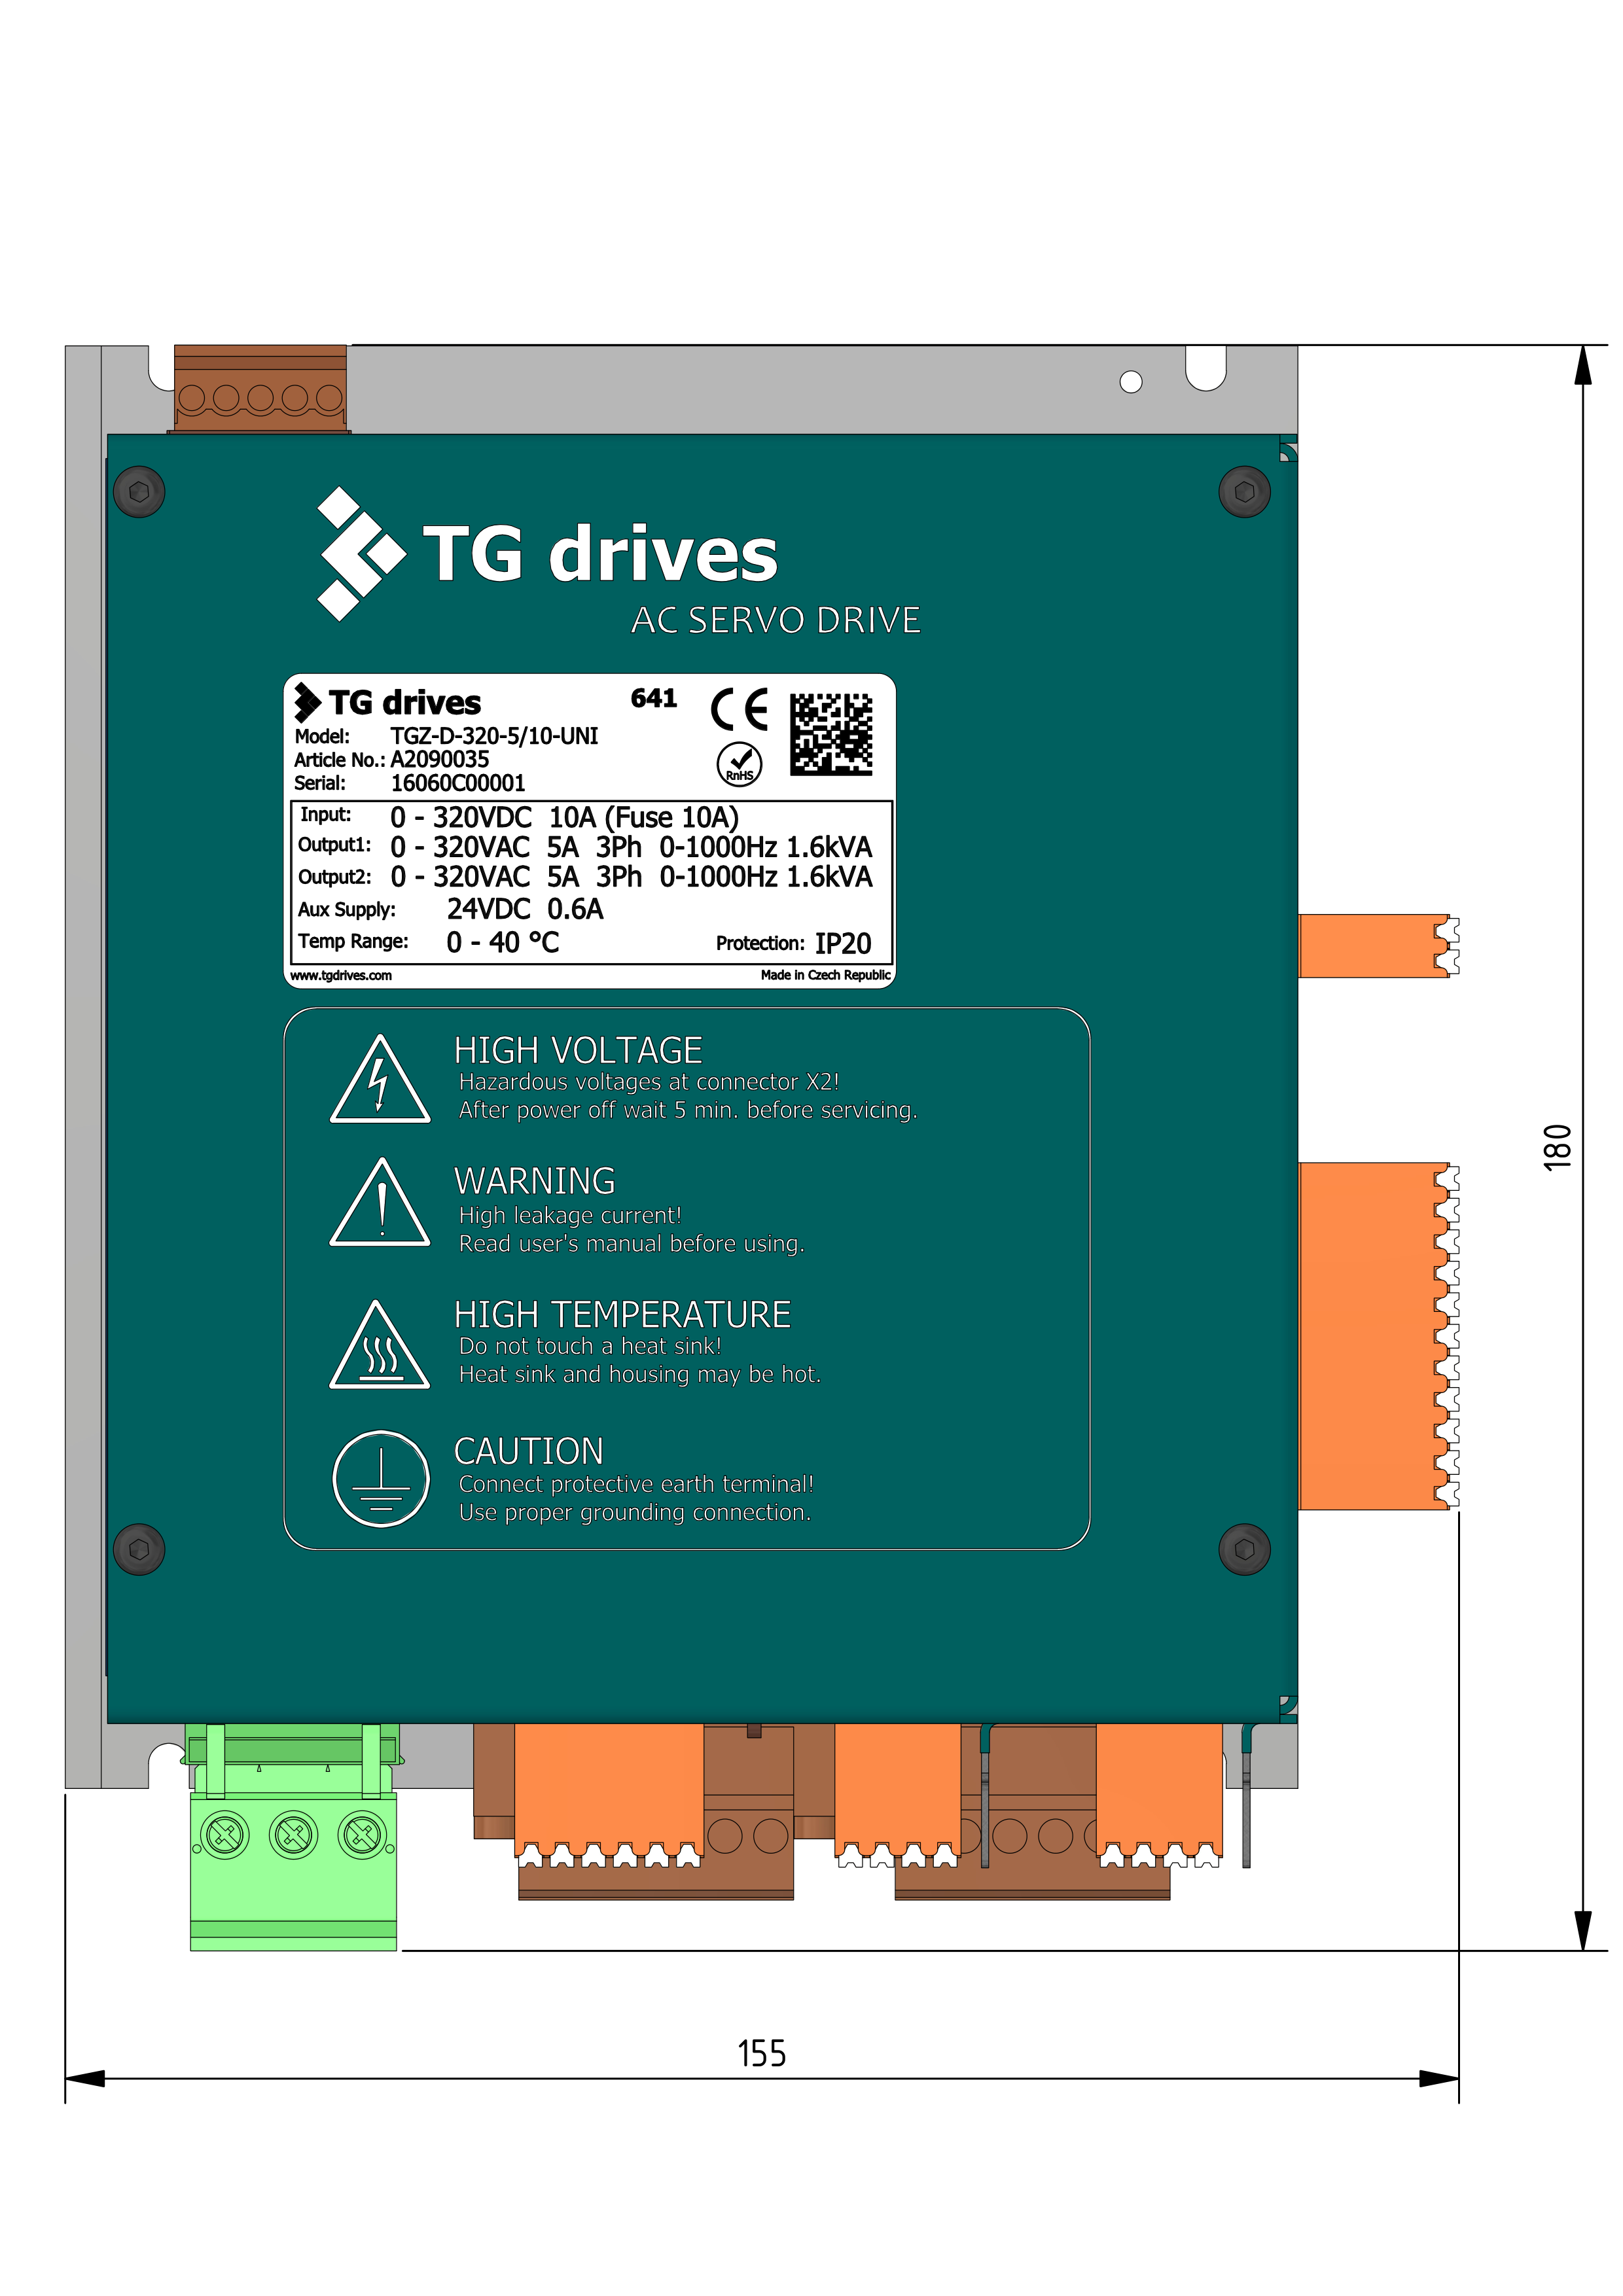 TG drives
AC SERVO DRIVE
TG drives 641 CE
Model: TGZ-D-320-5/10-UNI
Article No.: A2090035
Serial: 16060C00001
RnHS
Input: 0 - 320VDC 10A (Fuse 10A)
Output1: 0 - 320VAC 5A 3Ph 0-1000Hz 1.6kVA
Output2: 0 - 320VAC 5A 3Ph 0-1000Hz 1.6kVA
Aux Supply: 24VDC 0.6A
Temp Range: 0 - 40 °C Protection: IP20
www.tgdrives.com Made in Czech Republic
HIGH VOLTAGE
Hazardous voltages at connector X2!
After power off wait 5 min. before servicing.
WARNING
High leakage current!
Read user's manual before using.
HIGH TEMPERATURE
Do not touch a heat sink!
Heat sink and housing may be hot.
CAUTION
Connect protective earth terminal!
Use proper grounding connection.
180
155